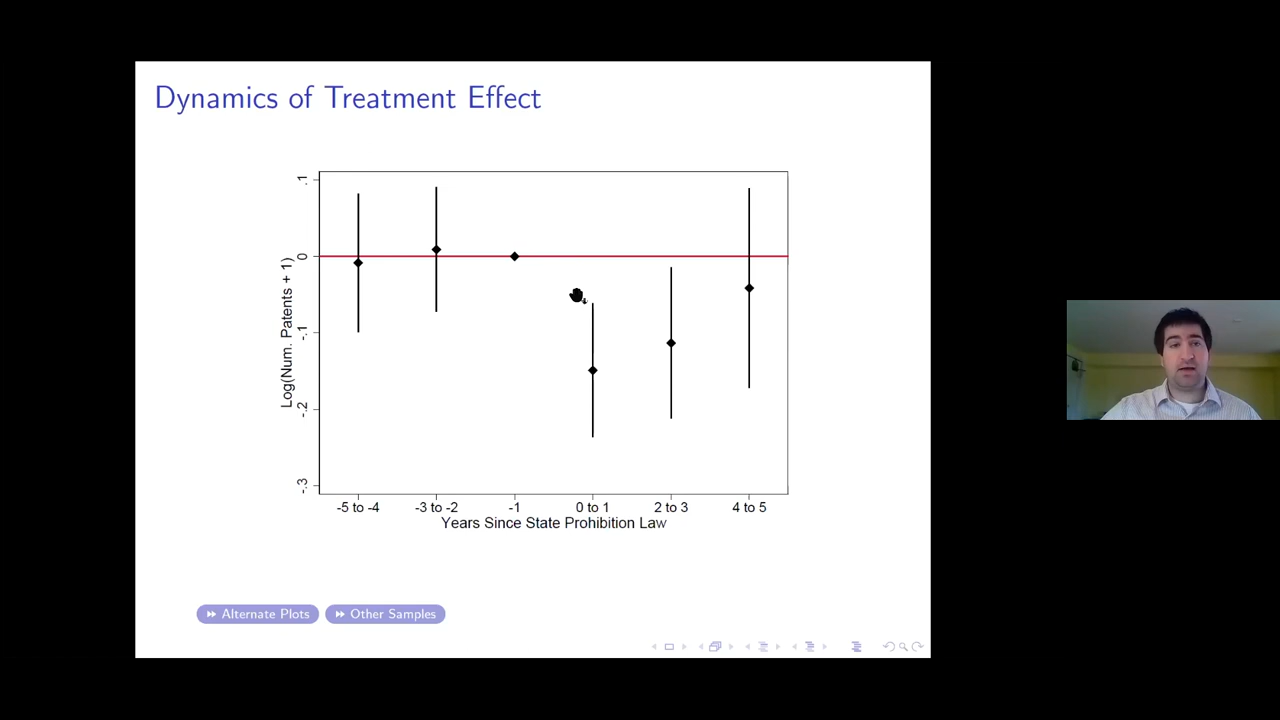 Dynamics of Treatment Effect
.1
0
-.1
-.2
-.3
Log(Num. Patents + 1)
-5 to -4
-3 to -2
-1
0 to 1
2 to 3
4 to 5
Years Since State Prohibition Law
Alternate Plots
Other Samples